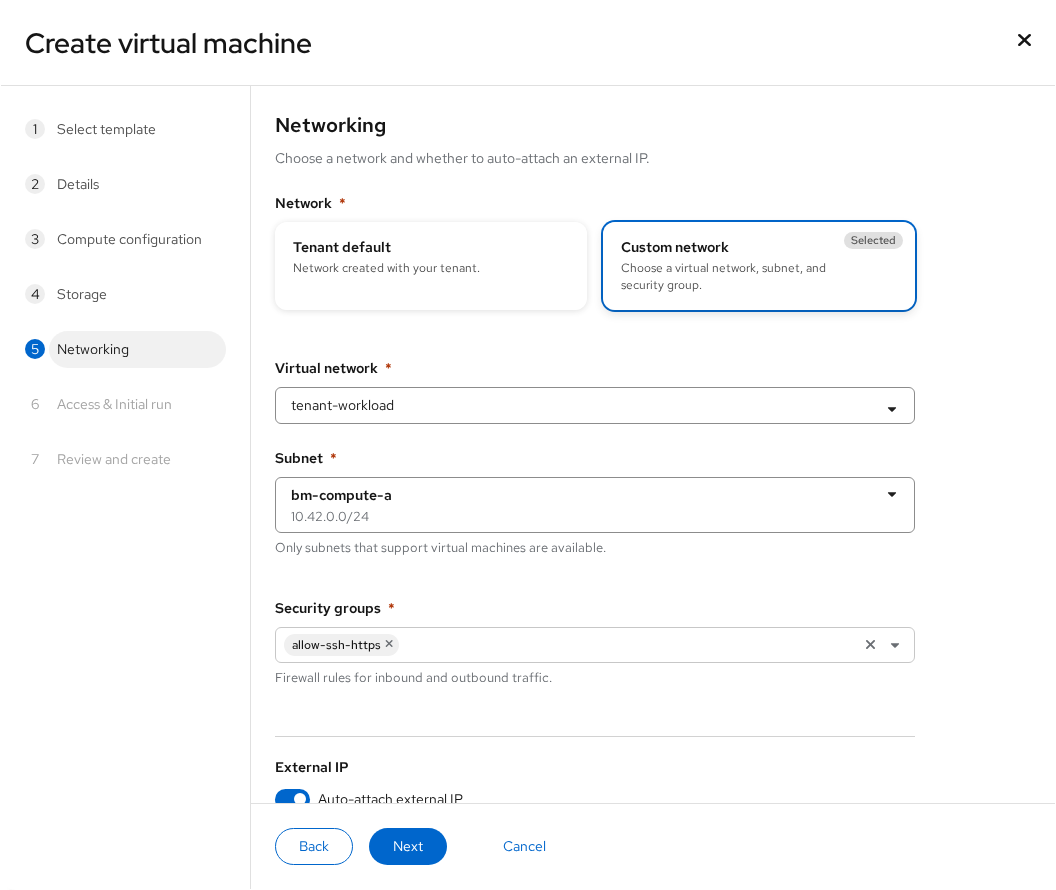 Create virtual machine
1 Select template
2 Details
3 Compute configuration
4 Storage
5 Networking
6 Access & Initial run
7 Review and create
Networking
Choose a network and whether to auto-attach an external IP.
Network *
Tenant default
Network created with your tenant.
Custom network
Selected
Choose a virtual network, subnet, and
security group.
Virtual network *
tenant-workload
Subnet *
bm-compute-a
10.42.0.0/24
Only subnets that support virtual machines are available.
Security groups *
allow-ssh-https
Firewall rules for inbound and outbound traffic.
External IP
Auto-attach external IP
Back
Next
Cancel